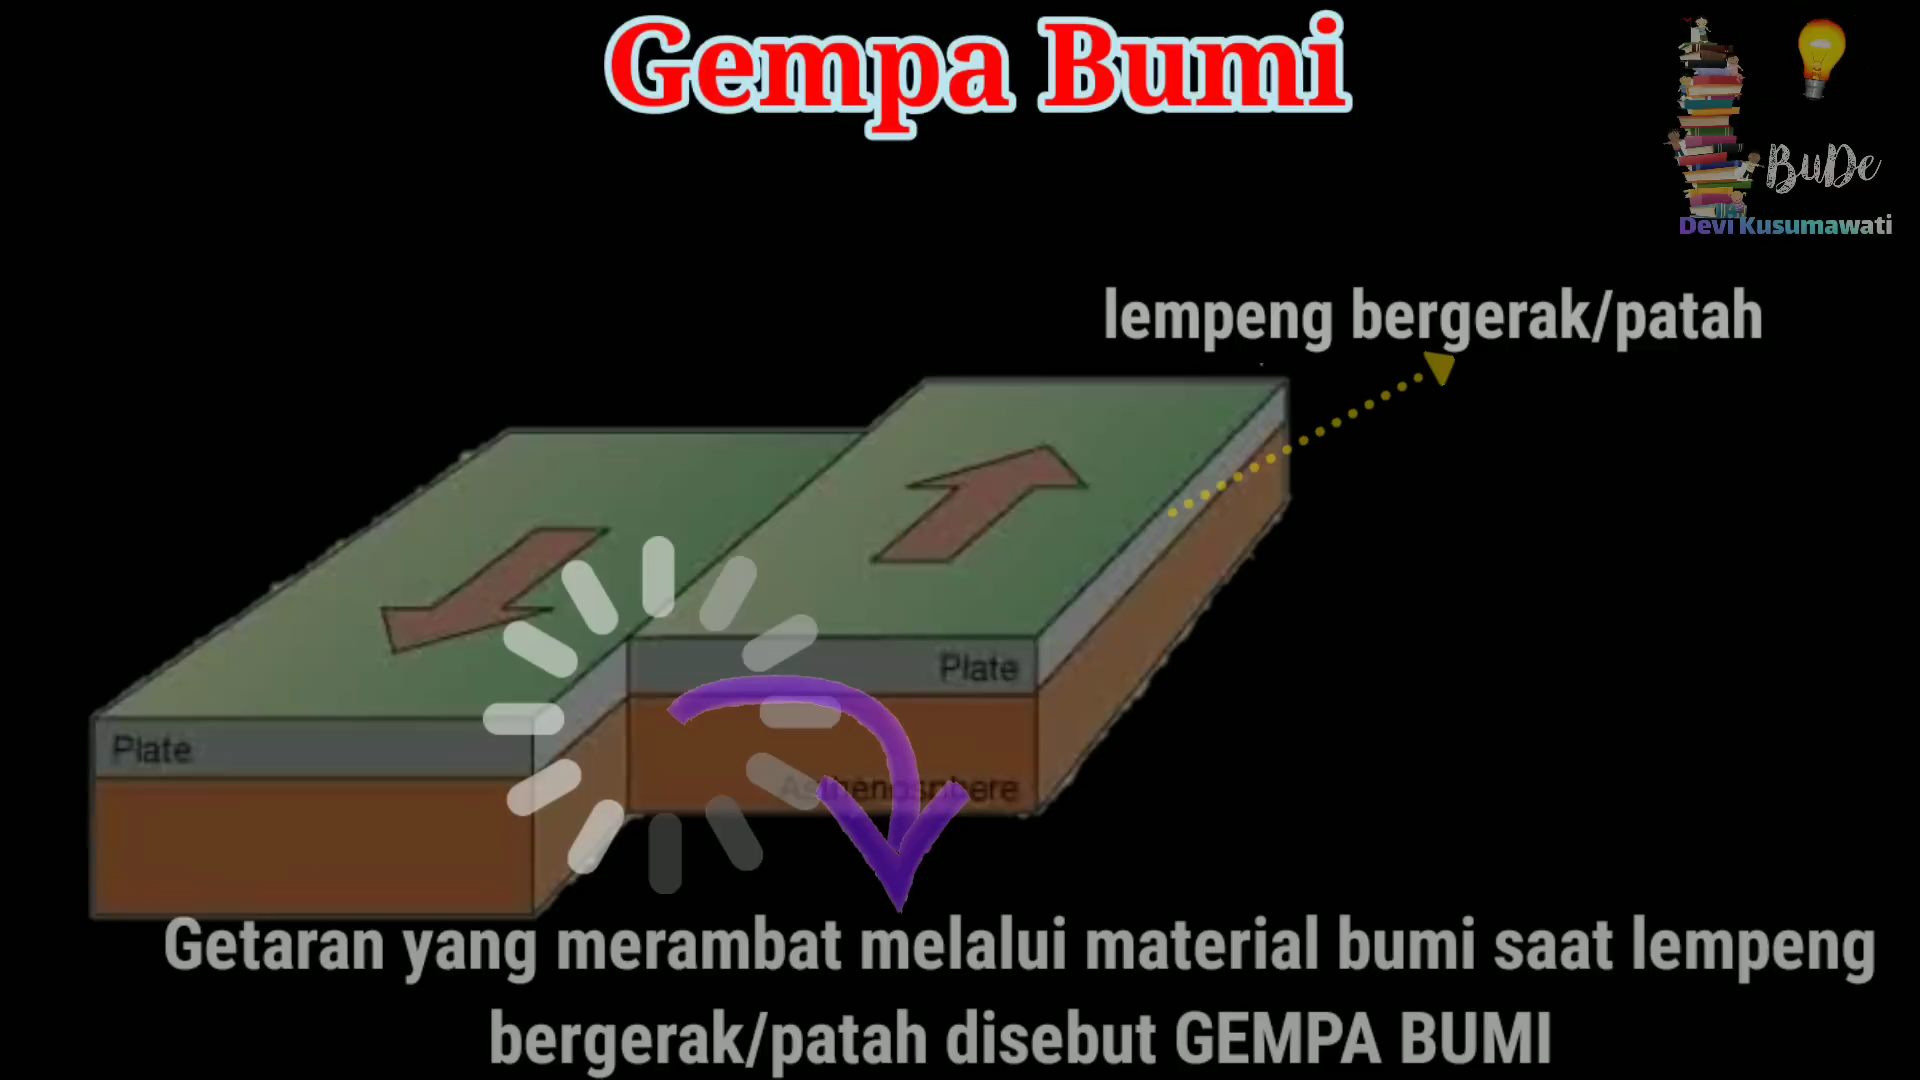 Gempa Bumi
BuDe
Devi Kusumawati
lempeng bergerak/patah
Plate
Plate
Asthenosphere
Getaran yang merambat melalui material bumi saat lempeng
bergerak/patah disebut GEMPA BUMI